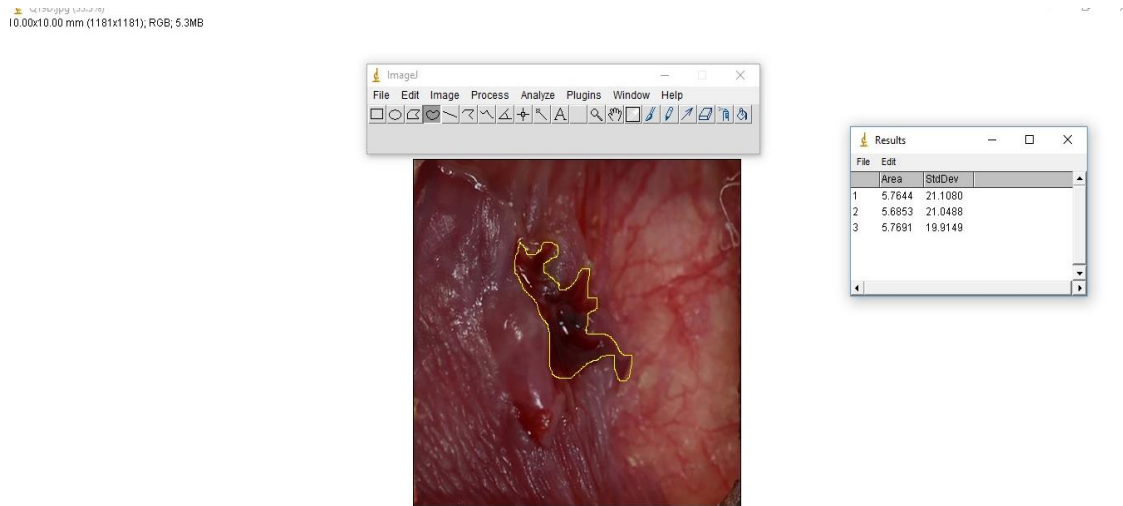 10.00x10.00 mm (1181x1181); RGB; 5.3MB
ImageJ
File Edit Image Process Analyze Plugins Window Help
A
Results
File Edit
Area StdDev
1 5.7644 21.1080
2 5.6853 21.0488
3 5.7691 19.9149